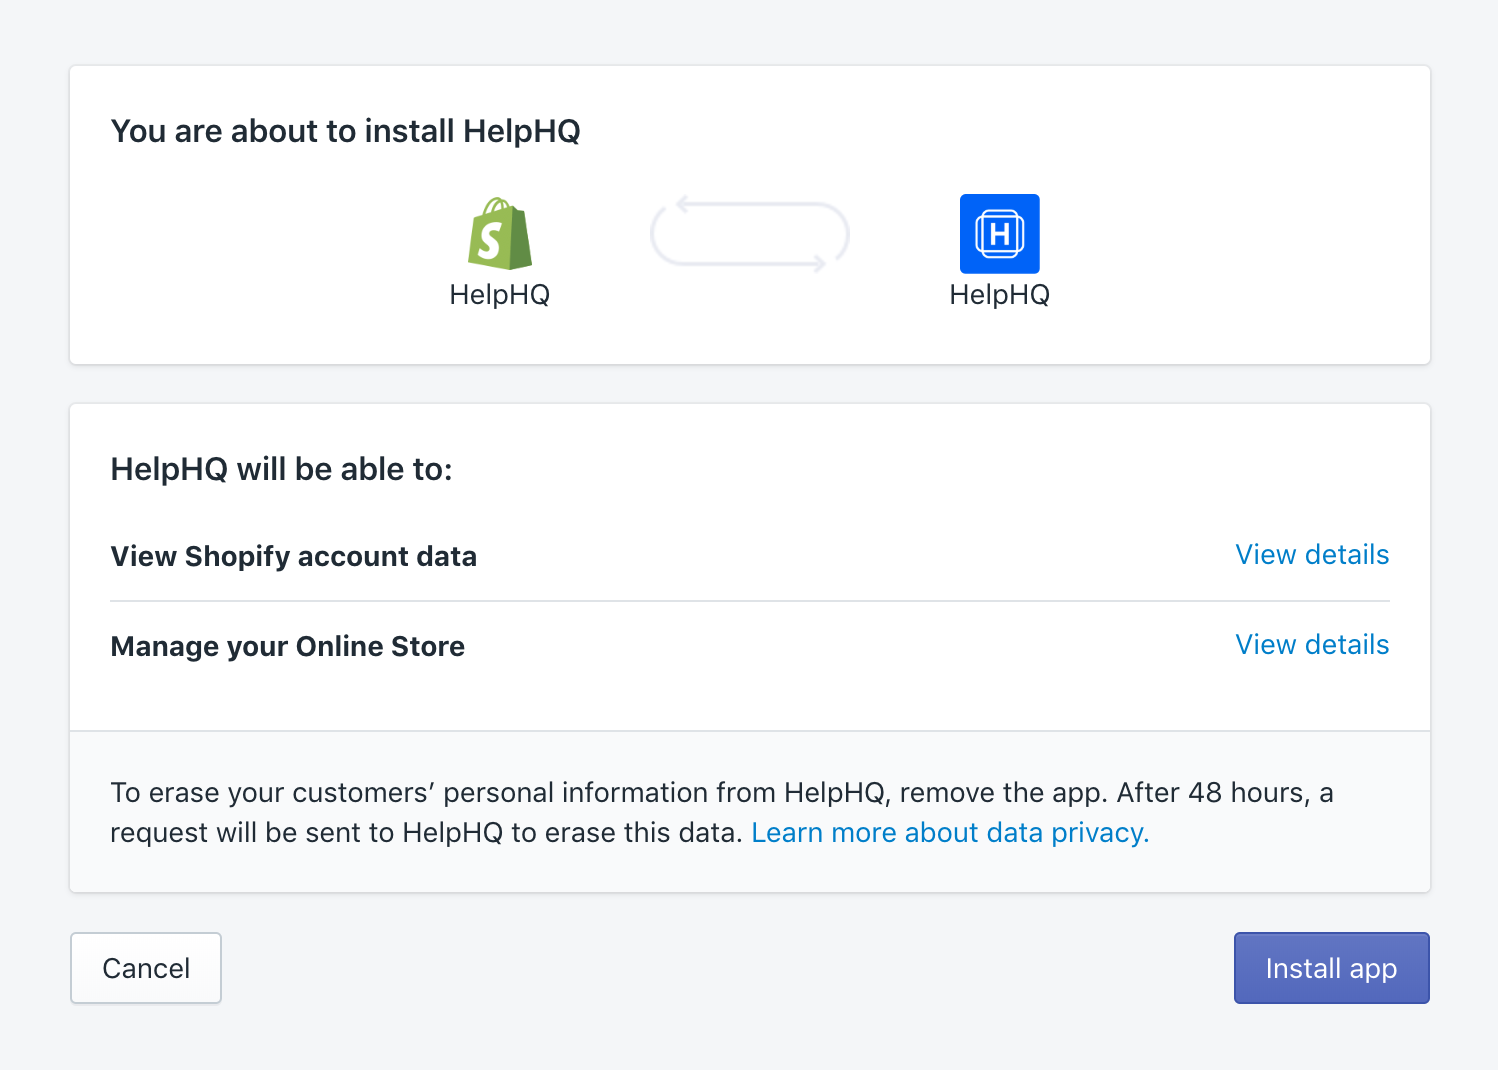 You are about to install HelpHQ
S
H
HelpHQ
HelpHQ
HelpHQ will be able to:
View Shopify account data
View details
Manage your Online Store
View details
To erase your customers’ personal information from HelpHQ, remove the app. After 48 hours, a
request will be sent to HelpHQ to erase this data. Learn more about data privacy.
Cancel
Install app